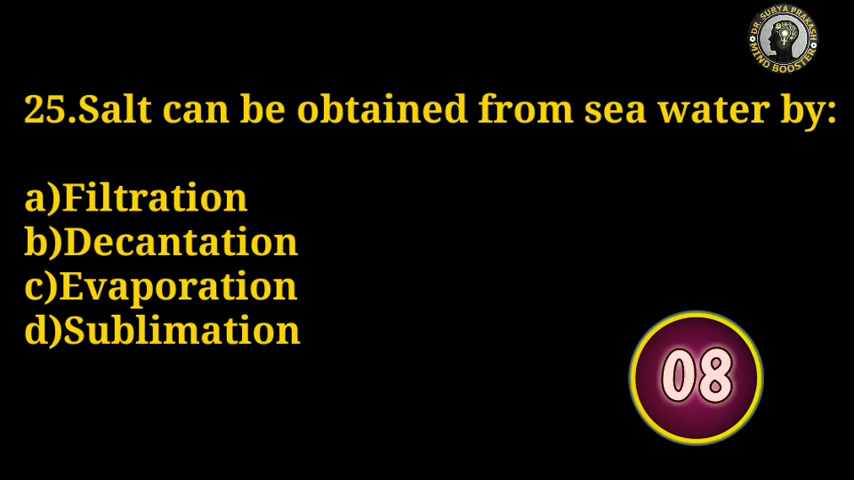 DR. SURYA PRAKASH
MIND BOOSTER
25.Salt can be obtained from sea water by:
a)Filtration
b)Decantation
c)Evaporation
d)Sublimation
08